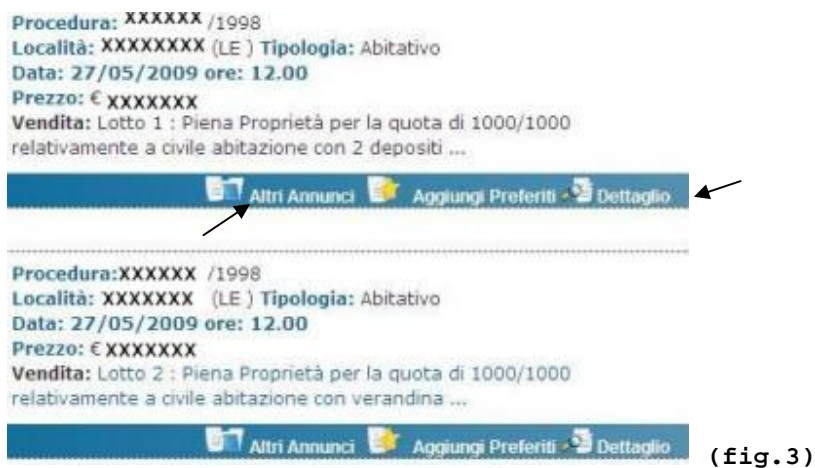 Procedura: XXXXXX /1998
Località: XXXXXXXX (LE ) Tipologia: Abitativo
Data: 27/05/2009 ore: 12.00
Prezzo: € XXXXXXX
Vendita: Lotto 1 : Piena Proprietà per la quota di 1000/1000
relativamente a civile abitazione con 2 depositi ...
Altri Annunci Aggiungi Preferiti Dettaglio
Procedura:XXXXXX /1998
Località: XXXXXXX (LE ) Tipologia: Abitativo
Data: 27/05/2009 ore: 12.00
Prezzo: € XXXXXXX
Vendita: Lotto 2 : Piena Proprietà per la quota di 1000/1000
relativamente a civile abitazione con verandina ...
Altri Annunci Aggiungi Preferiti Dettaglio
(fig.3)